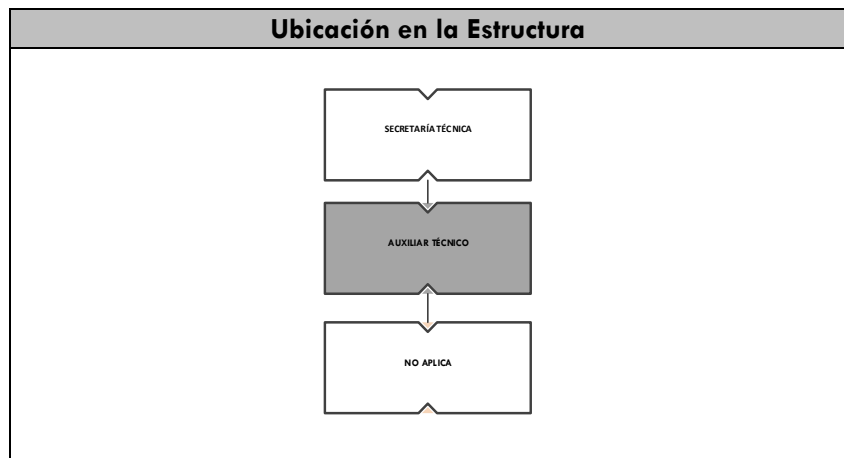 Ubicación en la Estructura
SECRETARÍA TÉCNICA
AUXILIAR TÉCNICO
NO APLICA